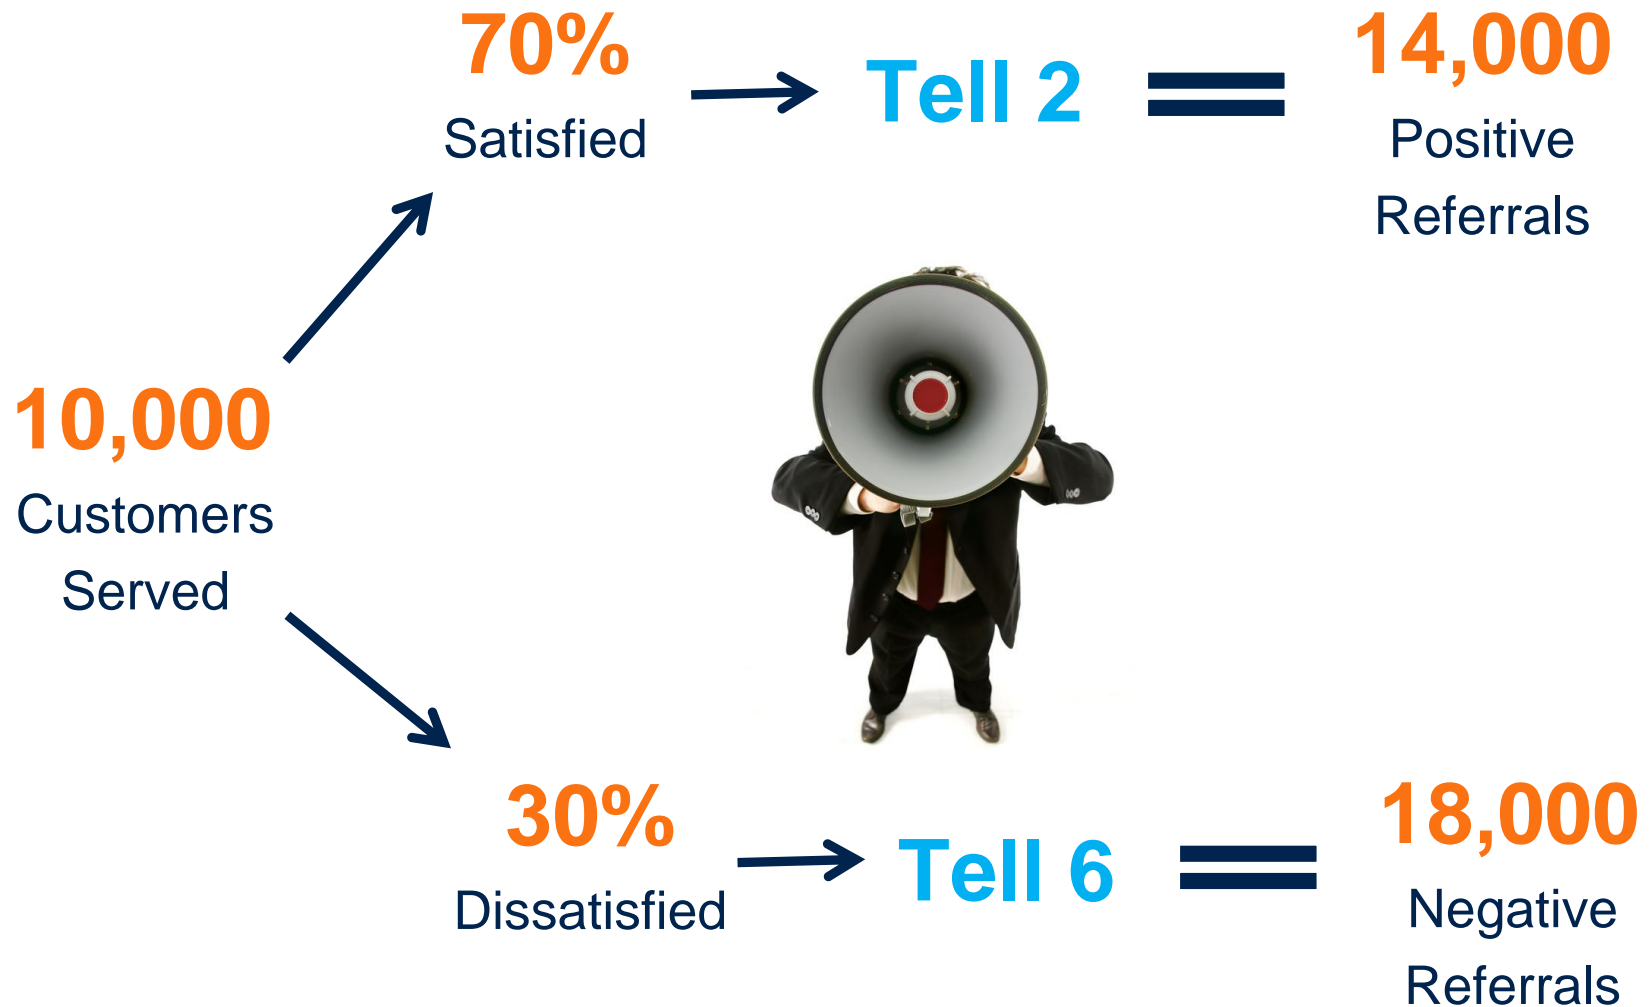 70%
Satisfied
Tell 2
14,000
Positive
Referrals
10,000
Customers
Served
30%
Dissatisfied
Tell 6
18,000
Negative
Referrals